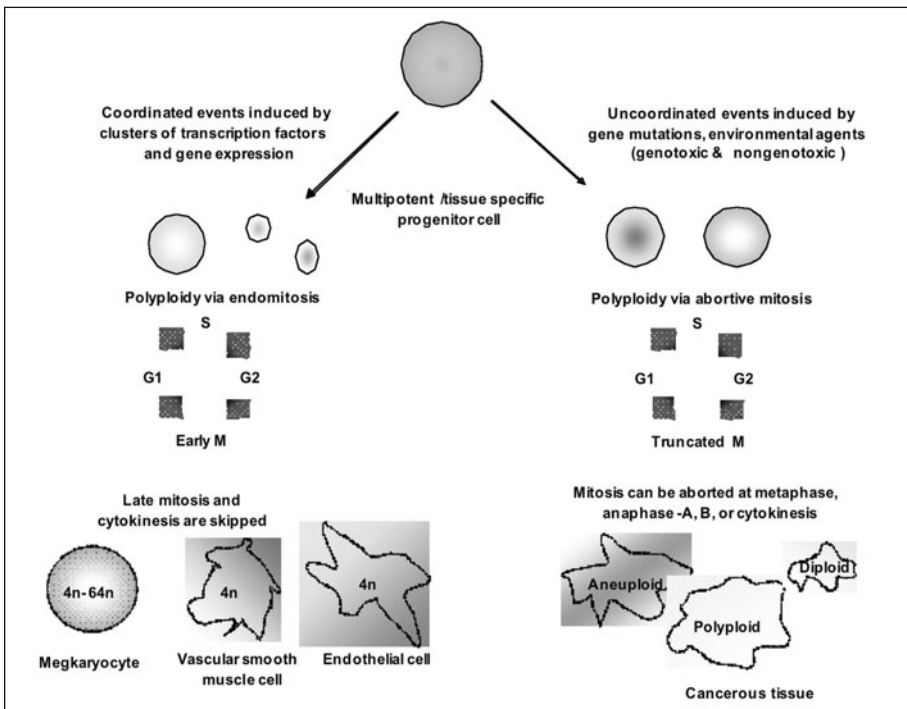 Coordinated events induced by
clusters of transcription factors
and gene expression
Uncoordinated events induced by
gene mutations, environmental agents
(genotoxic & nongenotoxic )
Multipotent /tissue specific
progenitor cell
Polyploidy via endomitosis
S
G1
G2
Early M
Late mitosis and
cytokinesis are skipped
4n- 64n
4n
4n
Megkaryocyte
Vascular smooth
muscle cell
Endothelial cell
Polyploidy via abortive mitosis
S
G1
G2
Truncated M
Mitosis can be aborted at metaphase,
anaphase -A, B, or cytokinesis
Aneuploid
Diploid
Polyploid
Cancerous tissue